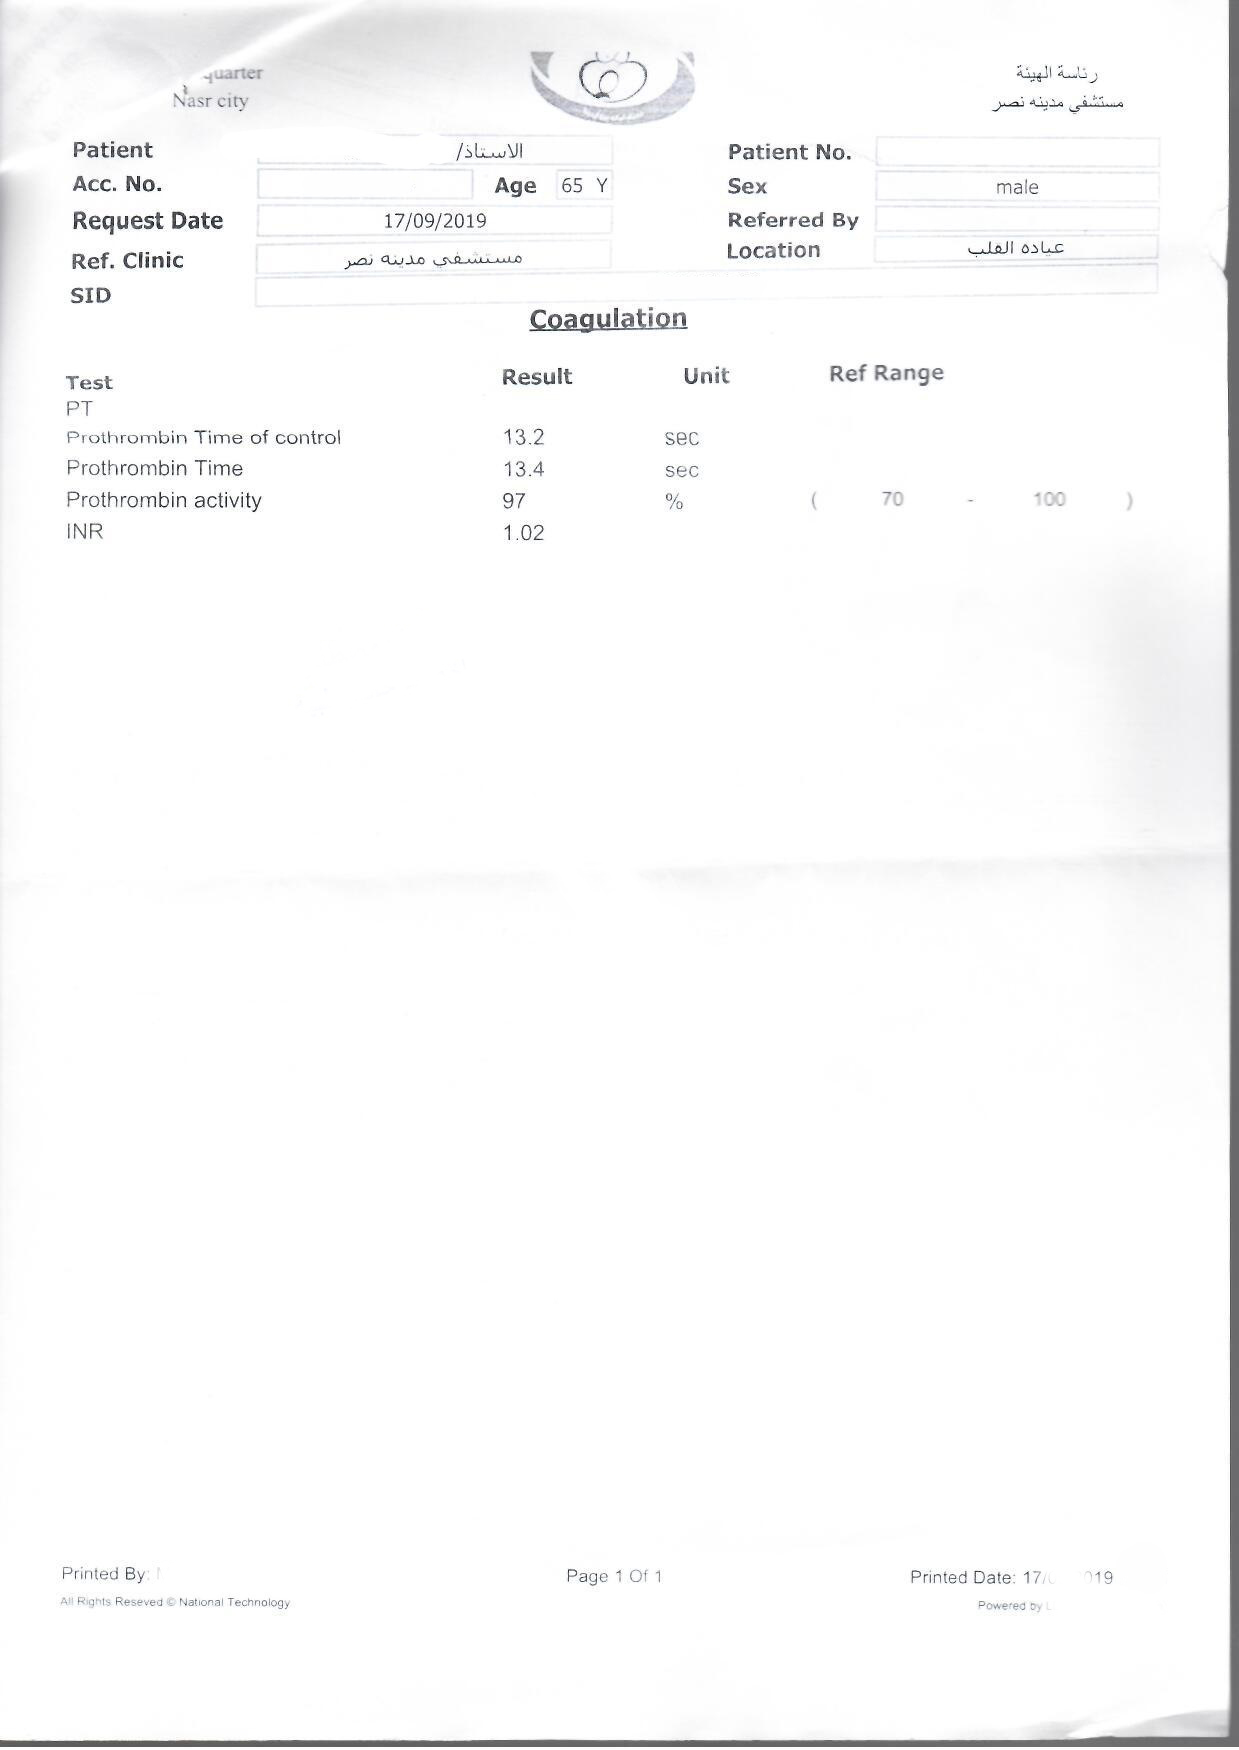 quarter
Nasr city
رئاسة الهيئة
مستشفي مدينه نصر
Patient الاستاذ/ Patient No.
Acc. No. Age 65 Y Sex male
Request Date 17/09/2019 Referred By
Ref. Clinic مستشفي مدينه نصر Location عياده القلب
SID
Coagulation
Test Result Unit Ref Range
PT
Prothrombin Time of control 13.2 sec
Prothrombin Time 13.4 sec
Prothrombin activity 97 % ( 70 - 100 )
INR 1.02
Printed By: Page 1 Of 1 Printed Date: 17/ 019
All Rights Reseved © National Technology Powered by